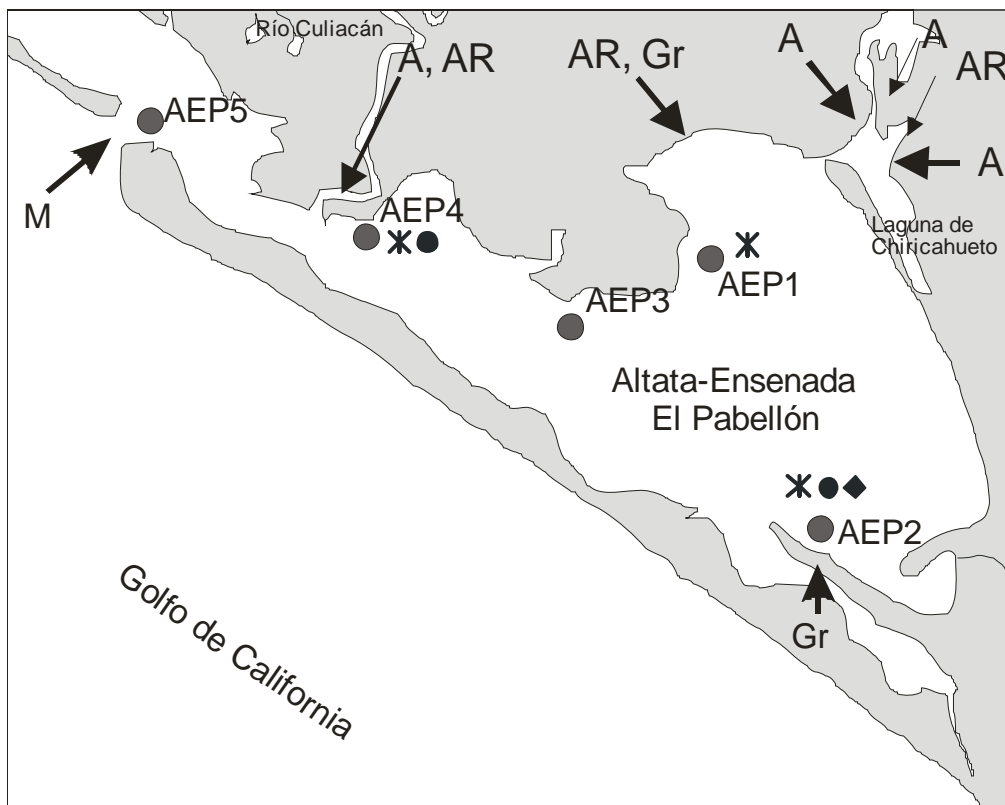 Río Culiacán
A, AR
AR, Gr
A
A
AR
AEP5
A
M
AEP4
Laguna de
Chiricahueto
AEP1
AEP3
Altata-Ensenada
El Pabellón
AEP2
Golfo de California
Gr